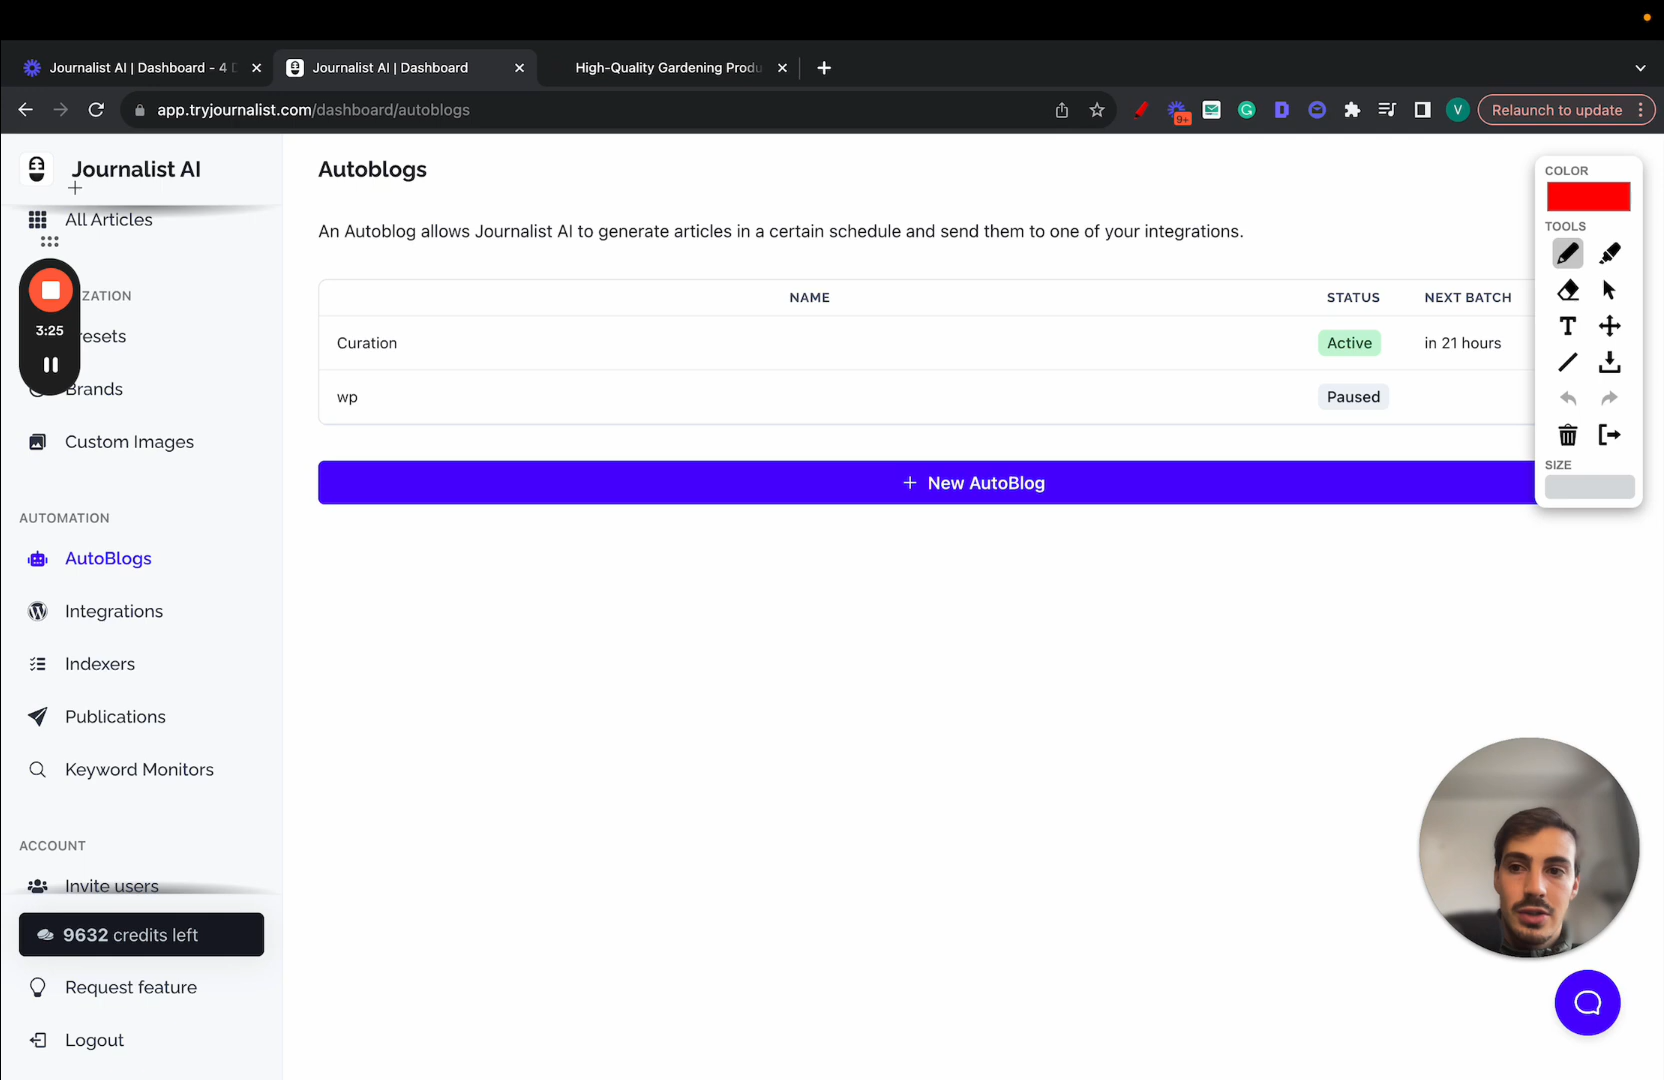 Journalist AI | Dashboard - 4
Journalist AI | Dashboard
High-Quality Gardening Produ
app.tryjournalist.com/dashboard/autoblogs
9+
V
Relaunch to update
Journalist AI
All Articles
ZATION
3:25
resets
Brands
Custom Images
AUTOMATION
AutoBlogs
Integrations
Indexers
Publications
Keyword Monitors
ACCOUNT
Invite users
9632 credits left
Request feature
Logout
Autoblogs
An Autoblog allows Journalist AI to generate articles in a certain schedule and send them to one of your integrations.
NAME STATUS NEXT BATCH
Curation Active in 21 hours
wp Paused
+ New AutoBlog
COLOR
TOOLS
SIZE